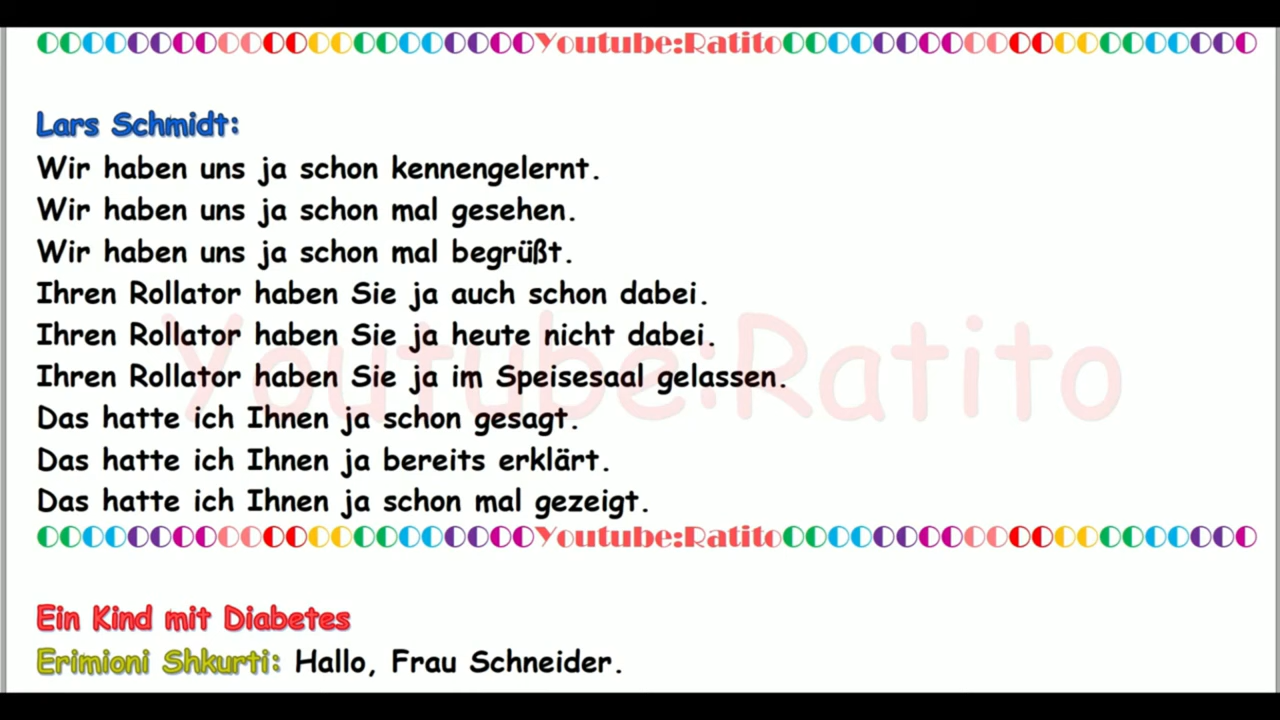 Youtube:Ratito
Lars Schmidt:
Wir haben uns ja schon kennengelernt.
Wir haben uns ja schon mal gesehen.
Wir haben uns ja schon mal begrüßt.
Ihren Rollator haben Sie ja auch schon dabei.
Ihren Rollator haben Sie ja heute nicht dabei.
Ihren Rollator haben Sie ja im Speisesaal gelassen.
Youtube:Ratito
Das hatte ich Ihnen ja schon gesagt.
Das hatte ich Ihnen ja bereits erklärt.
Das hatte ich Ihnen ja schon mal gezeigt.
Youtube:Ratito
Ein Kind mit Diabetes
Erimioni Shkurti: Hallo, Frau Schneider.